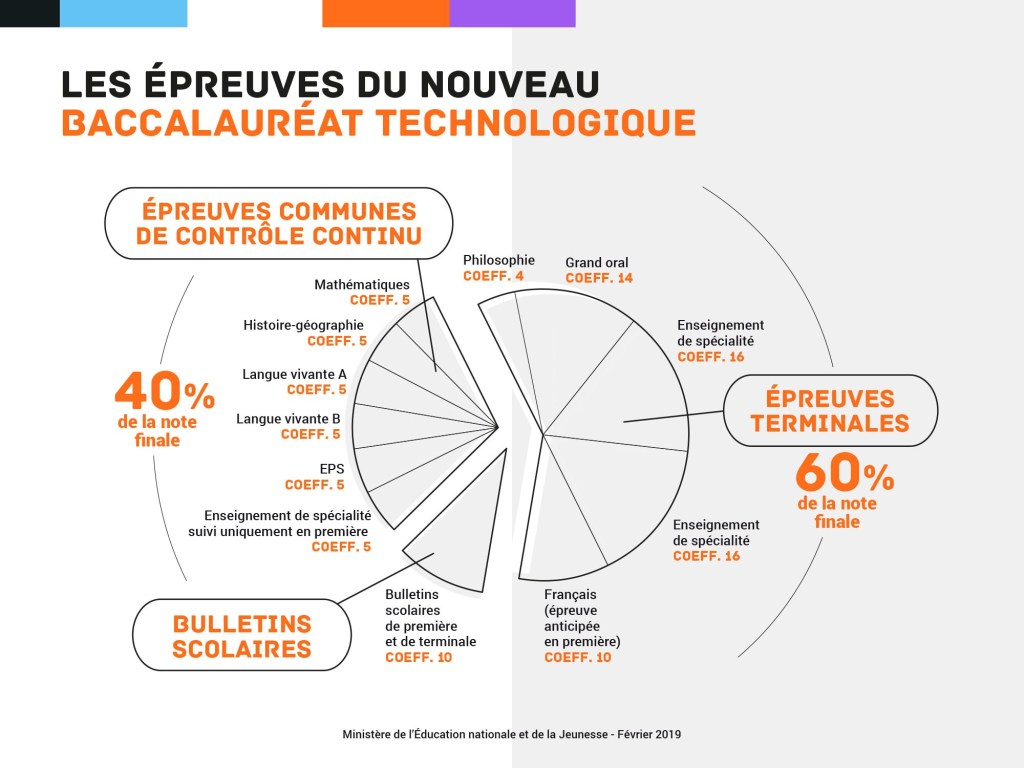 LES ÉPREUVES DU NOUVEAU
BACCALAURÉAT TECHNOLOGIQUE
ÉPREUVES COMMUNES
DE CONTRÔLE CONTINU
Mathématiques
COEFF. 5
Histoire-géographie
COEFF. 5
Langue vivante A
COEFF. 5
Langue vivante B
COEFF. 5
EPS
COEFF. 5
Enseignement de spécialité
suivi uniquement en première
COEFF. 5
40%
de la note
finale
BULLETINS
SCOLAIRES
Bulletins
scolaires
de première
et de terminale
COEFF. 10
Philosophie
COEFF. 4
Grand oral
COEFF. 14
Enseignement
de spécialité
COEFF. 16
ÉPREUVES
TERMINALES
60%
de la note
finale
Enseignement
de spécialité
COEFF. 16
Français
(épreuve
anticipée
en première)
COEFF. 10
Ministère de l'Éducation nationale et de la Jeunesse - Février 2019